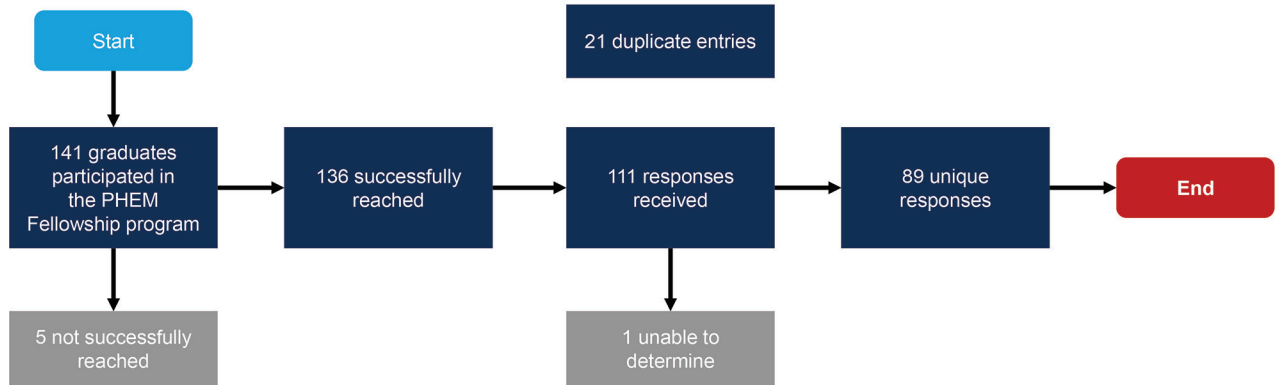 Start
21 duplicate entries
141 graduates
participated in
the PHEM
Fellowship program
136 successfully
reached
111 responses
received
89 unique
responses
End
5 not successfully
reached
1 unable to
determine